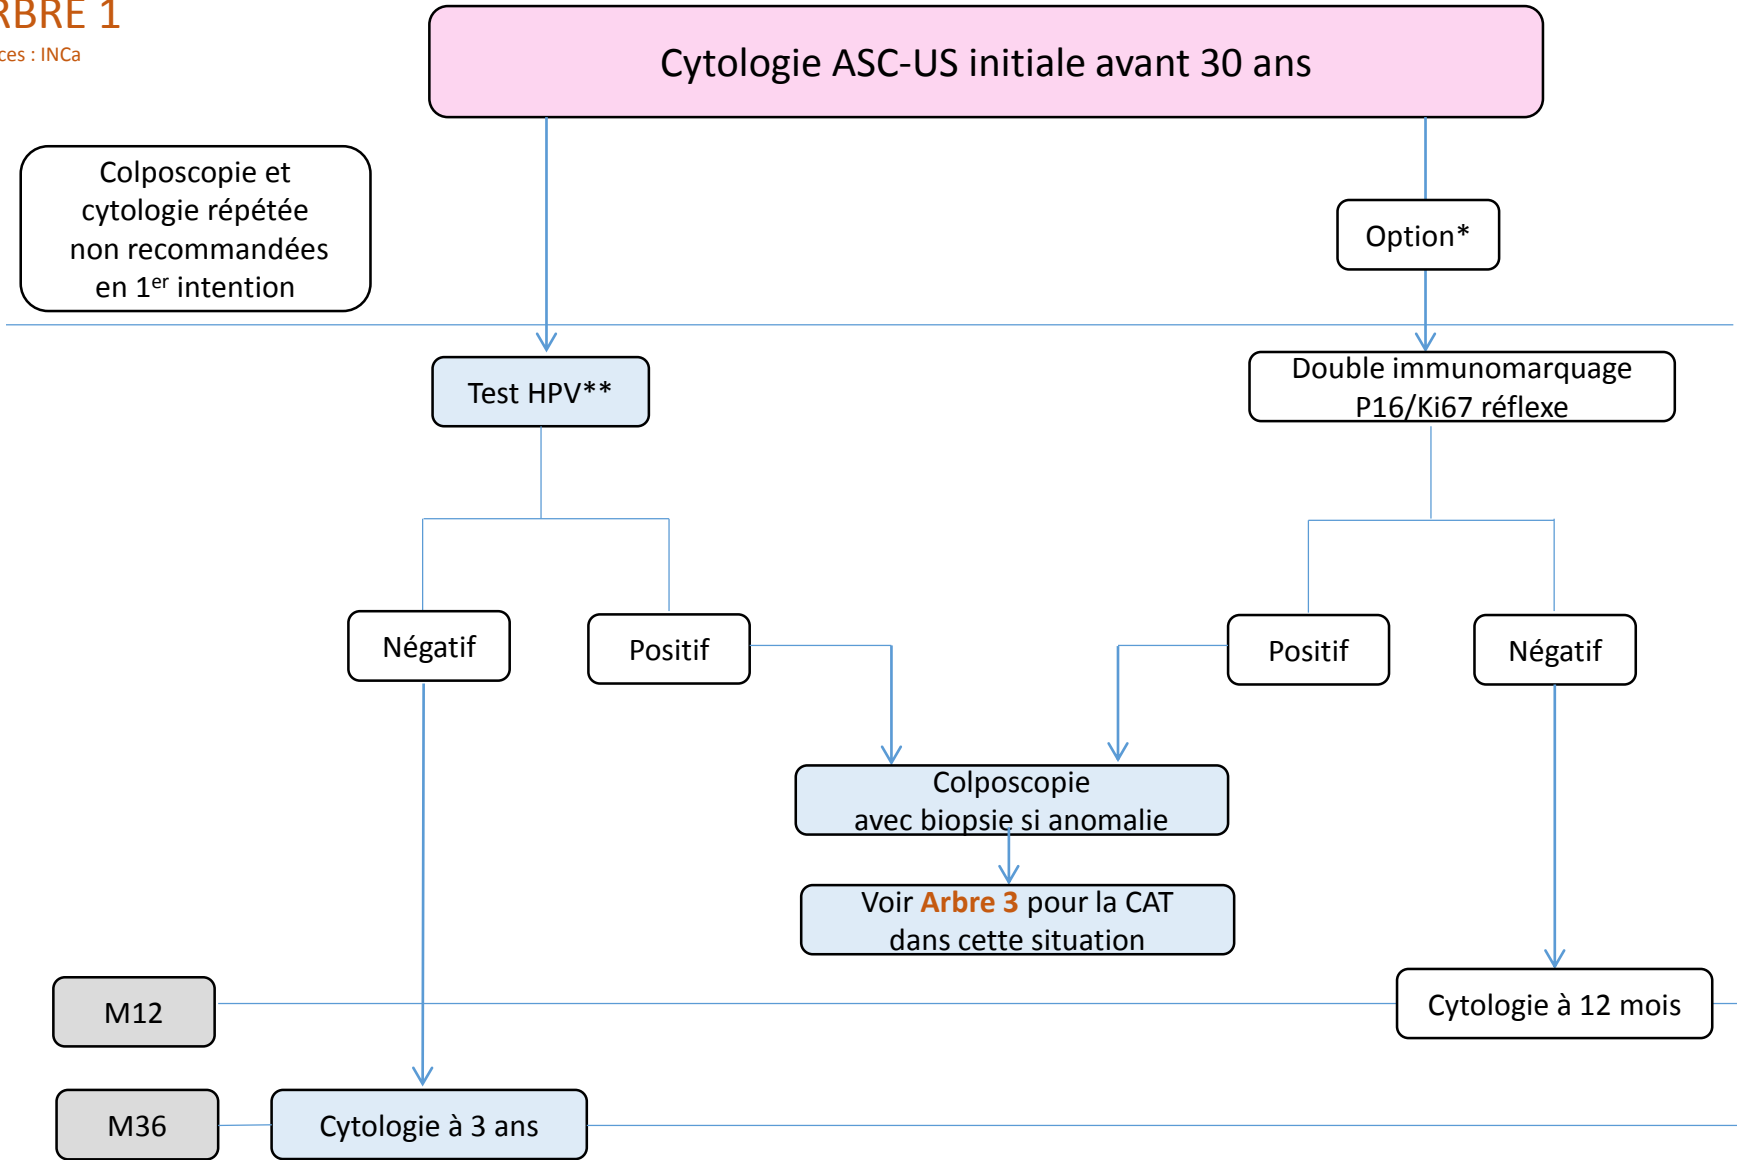 RBRE 1
ces : INCa
Cytologie ASC-US initiale avant 30 ans
Colposcopie et
cytologie répétée
non recommandées
en 1er intention
Option*
Test HPV**
Double immunomarquage
P16/Ki67 réflexe
Négatif
Positif
Positif
Négatif
Colposcopie
avec biopsie si anomalie
Voir Arbre 3 pour la CAT
dans cette situation
M12
Cytologie à 12 mois
M36
Cytologie à 3 ans